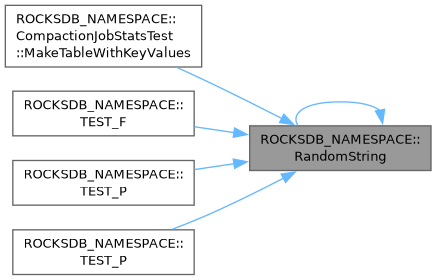 ROCKSDB_NAMESPACE::
CompactionJobStatsTest
::MakeTableWithKeyValues
ROCKSDB_NAMESPACE::
TEST_F
ROCKSDB_NAMESPACE::
TEST_P
ROCKSDB_NAMESPACE::
TEST_P
ROCKSDB_NAMESPACE::
RandomString